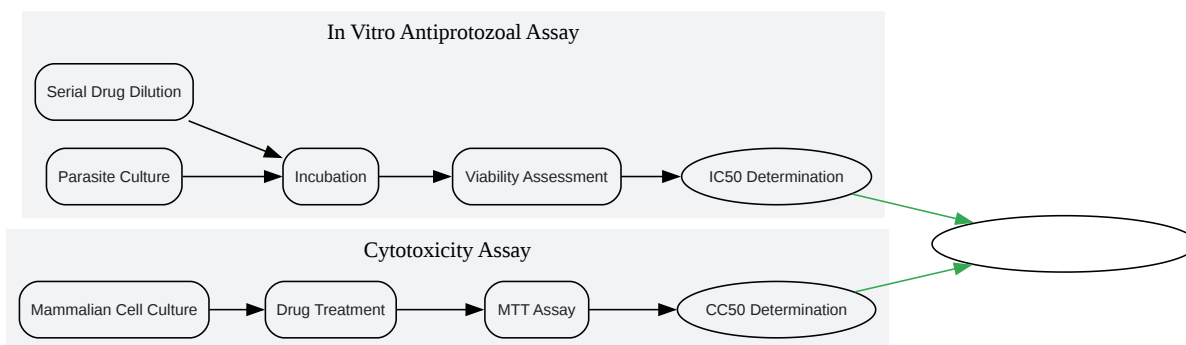 In Vitro Antiprotozoal Assay
Serial Drug Dilution
Parasite Culture
Incubation
Viability Assessment
IC50 Determination
Cytotoxicity Assay
Mammalian Cell Culture
Drug Treatment
MTT Assay
CC50 Determination